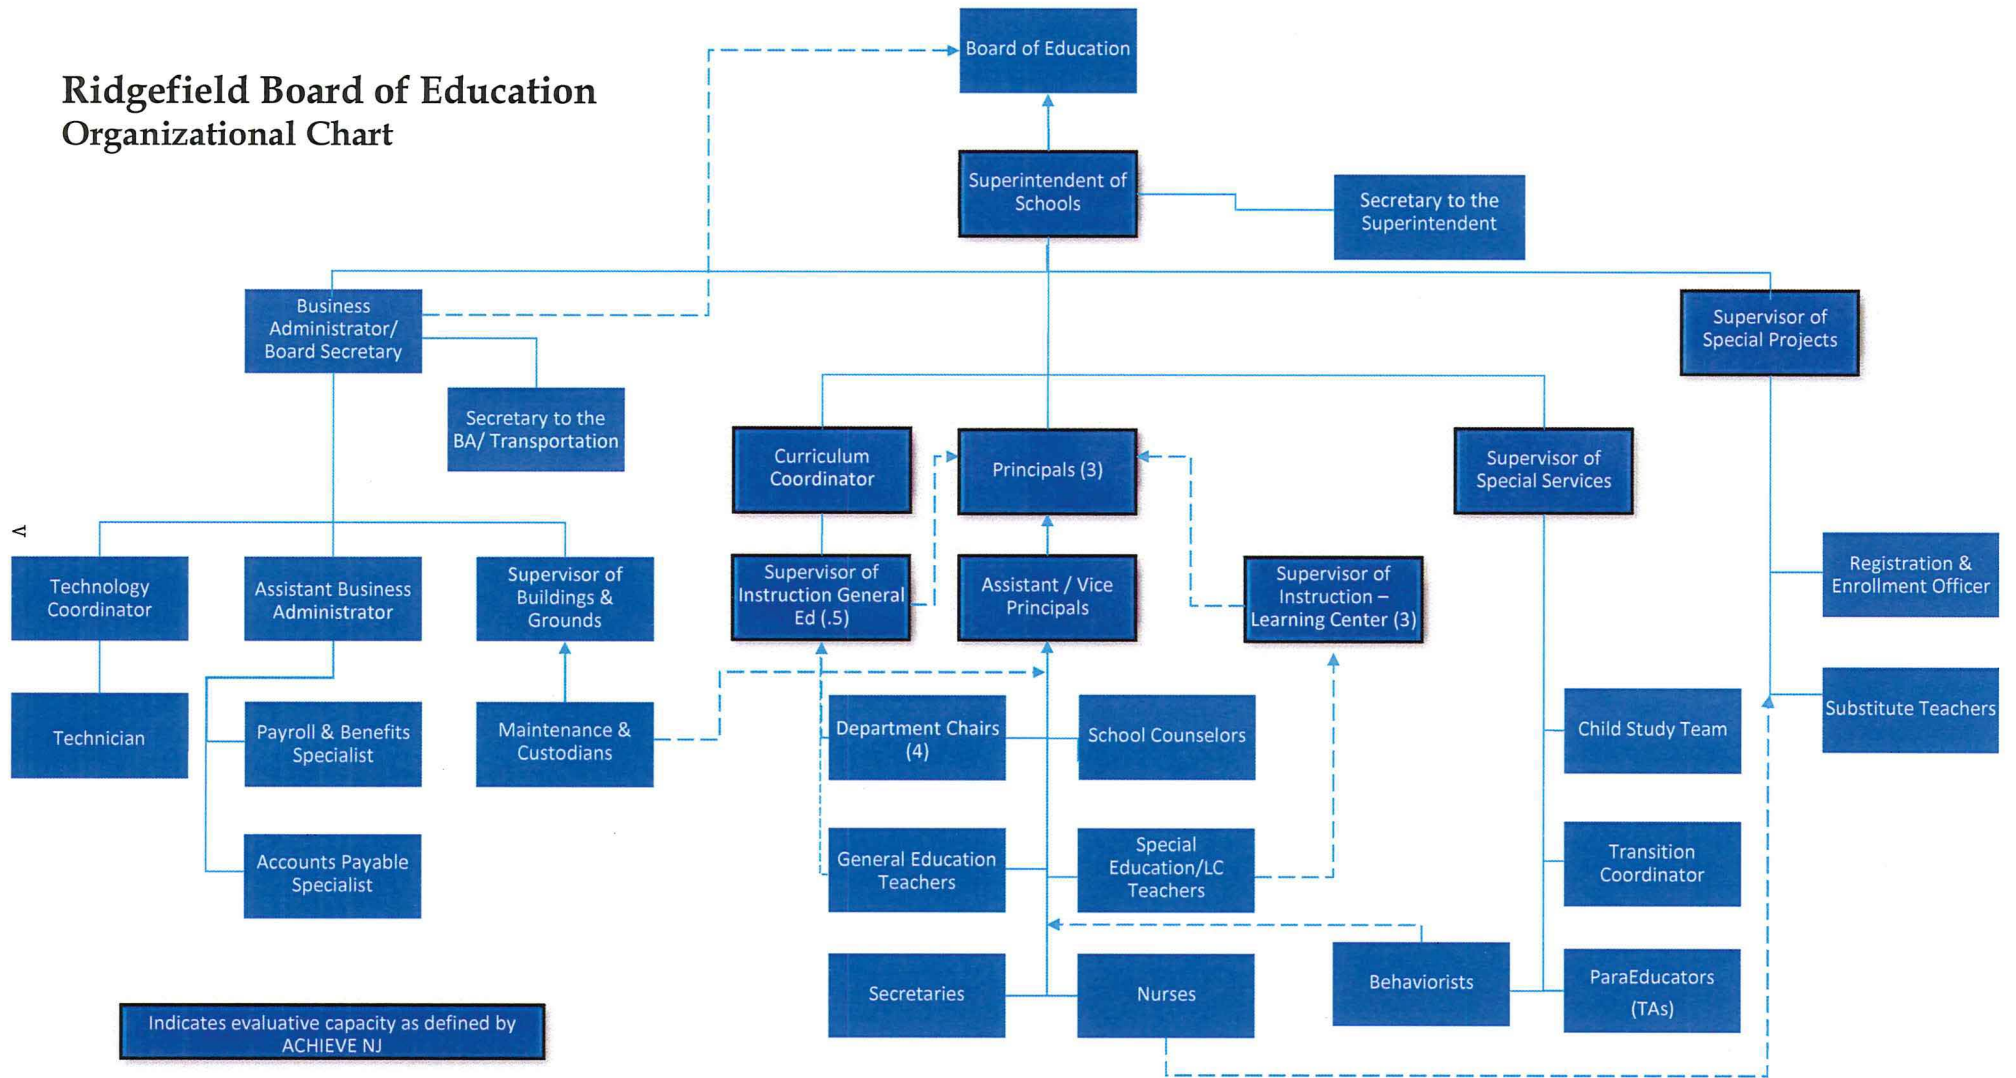 Ridgefield Board of Education
Organizational Chart
Board of Education
Superintendent of
Schools
Secretary to the
Superintendent
Business
Administrator/
Board Secretary
Supervisor of
Special Projects
Secretary to the
BA/ Transportation
Curriculum
Coordinator
Principals (3)
Supervisor of
Special Services
A
Technology
Coordinator
Assistant Business
Administrator
Supervisor of
Buildings &
Grounds
Supervisor of
Instruction General
Ed (.5)
Assistant / Vice
Principals
Supervisor of
Instruction –
Learning Center (3)
Registration &
Enrollment Officer
Technician
Payroll & Benefits
Specialist
Maintenance &
Custodians
Department Chairs
(4)
School Counselors
Child Study Team
Substitute Teachers
Accounts Payable
Specialist
General Education
Teachers
Special
Education/LC
Teachers
Transition
Coordinator
Secretaries
Nurses
Behaviorists
ParaEducators
(TAs)
Indicates evaluative capacity as defined by
ACHIEVE NJ